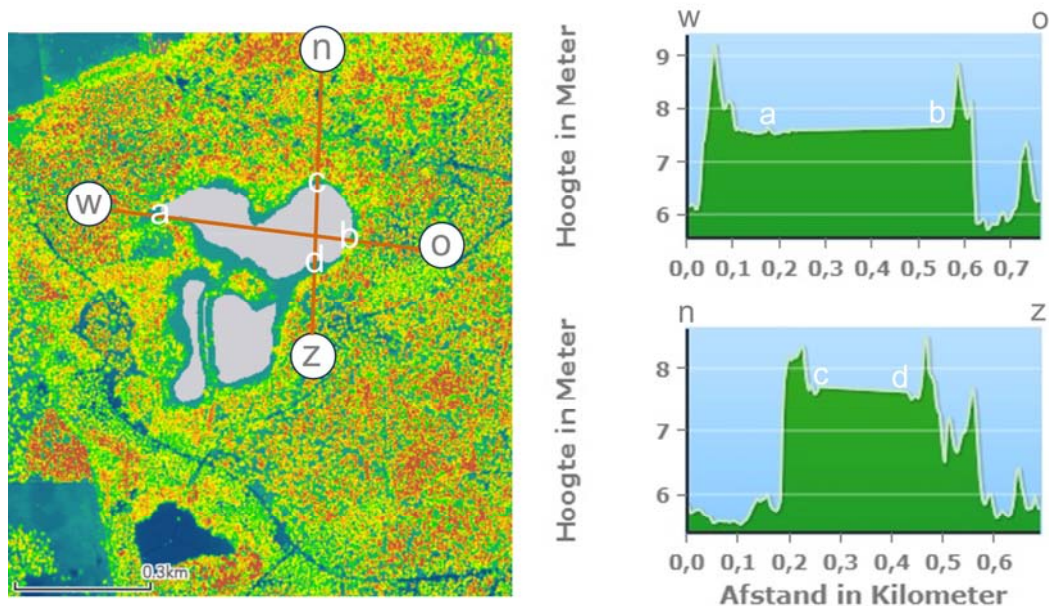 n
w
a
c
b
d
o
z
0.3km
w
o
Hoogte in Meter
9
8
7
6
a
b
0,0 0,1 0,2 0,3 0,4 0,5 0,6 0,7
n
z
Hoogte in Meter
8
7
6
c
d
0,0 0,1 0,2 0,3 0,4 0,5 0,6
Afstand in Kilometer